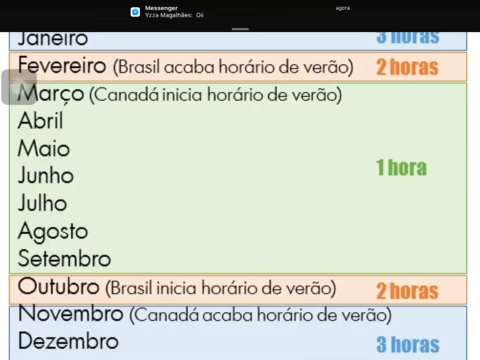 Messenger
agora
Yzza Magalhães: Oii
Janeiro
3 horas
Fevereiro (Brasil acaba horário de verão) 2 horas
Março (Canadá inicia horário de verão)
Abril
Maio
1 hora
Junho
Julho
Agosto
Setembro
Outubro (Brasil inicia horário de verão) 2 horas
Novembro (Canadá acaba horário de verão)
Dezembro 3 horas